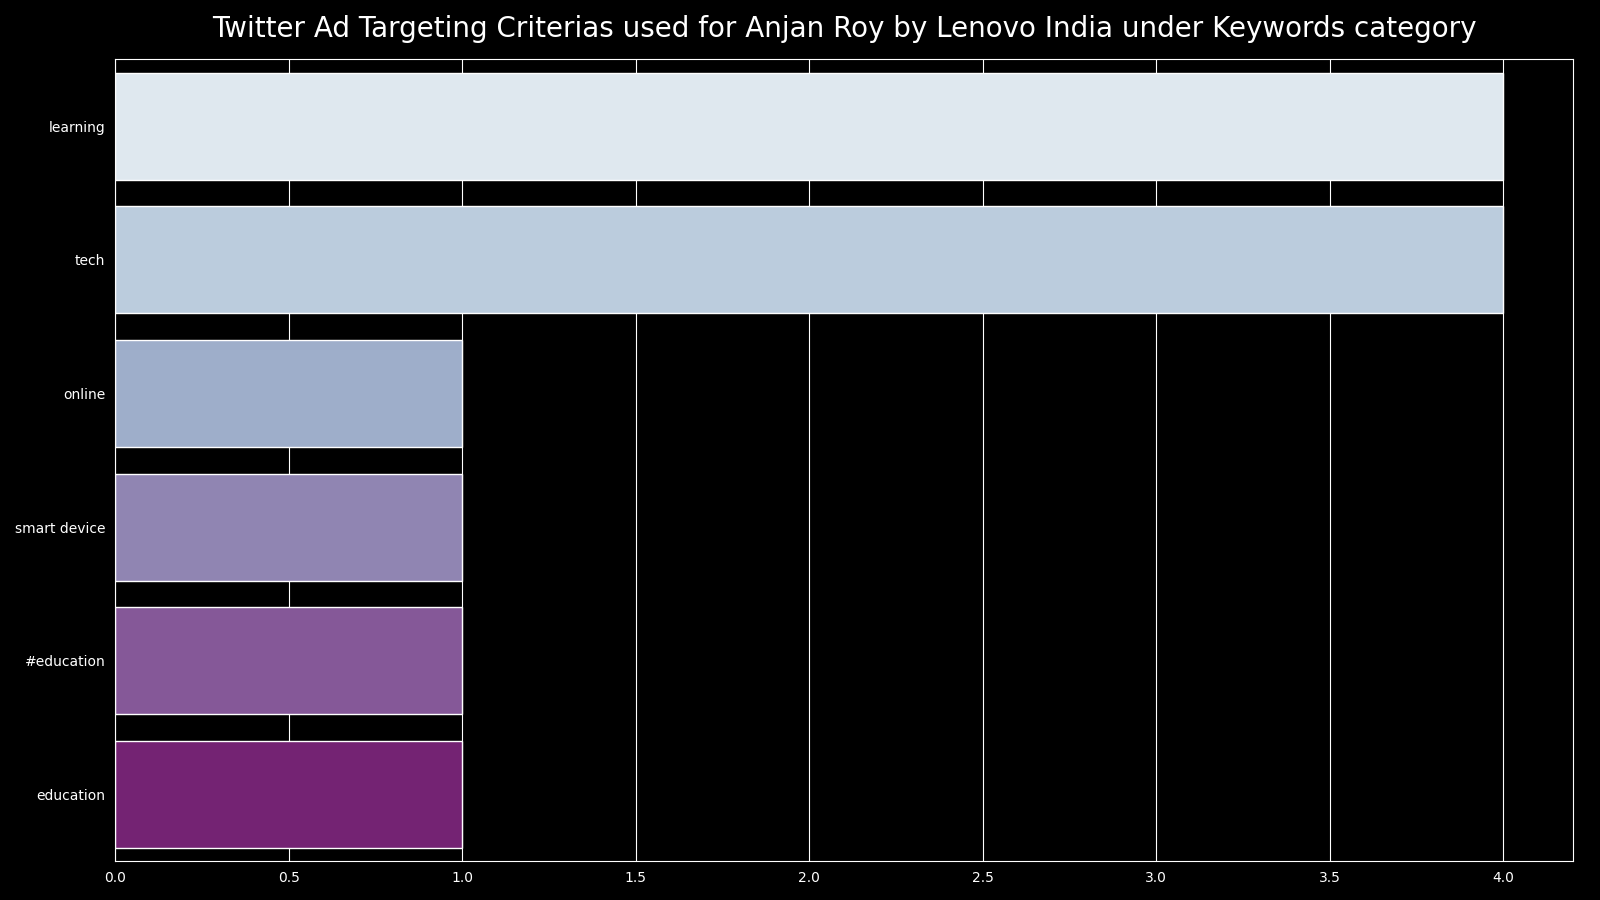 Twitter Ad Targeting Criterias used for Anjan Roy by Lenovo India under Keywords category
learning
tech
online
smart device
#education
education
0.0 0.5 1.0 1.5 2.0 2.5 3.0 3.5 4.0